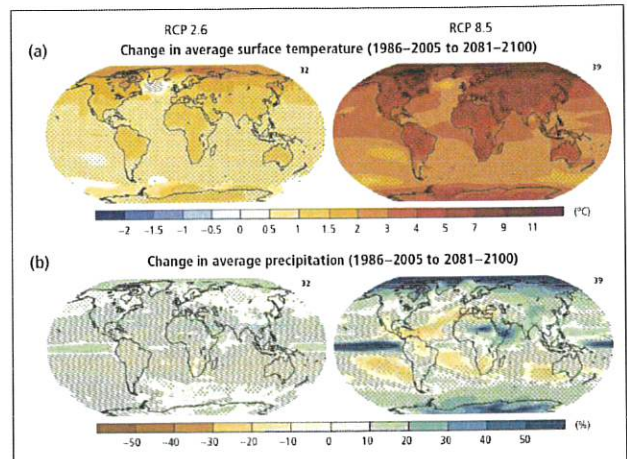 RCP 2.6 RCP 8.5
(a) Change in average surface temperature (1986–2005 to 2081–2100)
32 39
−2 −1.5 −1 −0.5 0 0.5 1 1.5 2 3 4 5 7 9 11 (°C)
(b) Change in average precipitation (1986–2005 to 2081–2100)
32 39
−50 −40 −30 −20 −10 0 10 20 30 40 50 (%)